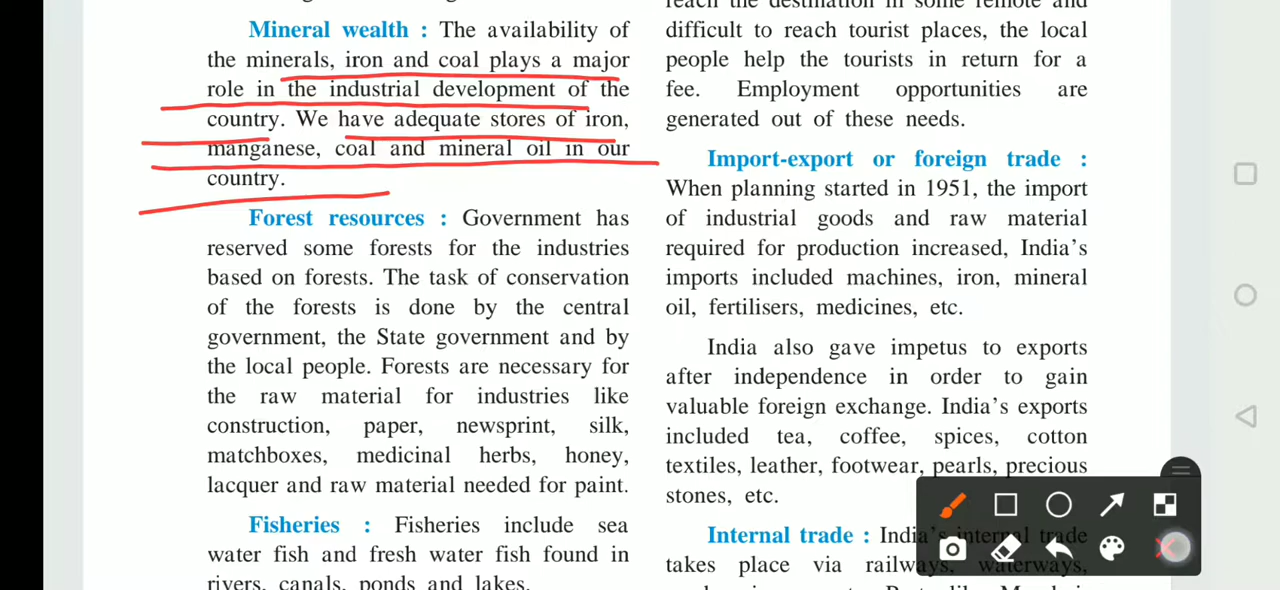 Mineral wealth : The availability of
the minerals, iron and coal plays a major
role in the industrial development of the
country. We have adequate stores of iron,
manganese, coal and mineral oil in our
country.
Forest resources : Government has
reserved some forests for the industries
based on forests. The task of conservation
of the forests is done by the central
government, the State government and by
the local people. Forests are necessary for
the raw material for industries like
construction, paper, newsprint, silk,
matchboxes, medicinal herbs, honey,
lacquer and raw material needed for paint.
Fisheries : Fisheries include sea
water fish and fresh water fish found in
rivers, canals, ponds and lakes.
reach the destination in some remote and
difficult to reach tourist places, the local
people help the tourists in return for a
fee. Employment opportunities are
generated out of these needs.
Import-export or foreign trade :
When planning started in 1951, the import
of industrial goods and raw material
required for production increased, India's
imports included machines, iron, mineral
oil, fertilisers, medicines, etc.
India also gave impetus to exports
after independence in order to gain
valuable foreign exchange. India's exports
included tea, coffee, spices, cotton
textiles, leather, footwear, pearls, precious
stones, etc.
Internal trade : India's internal trade
takes place via railways, waterways,